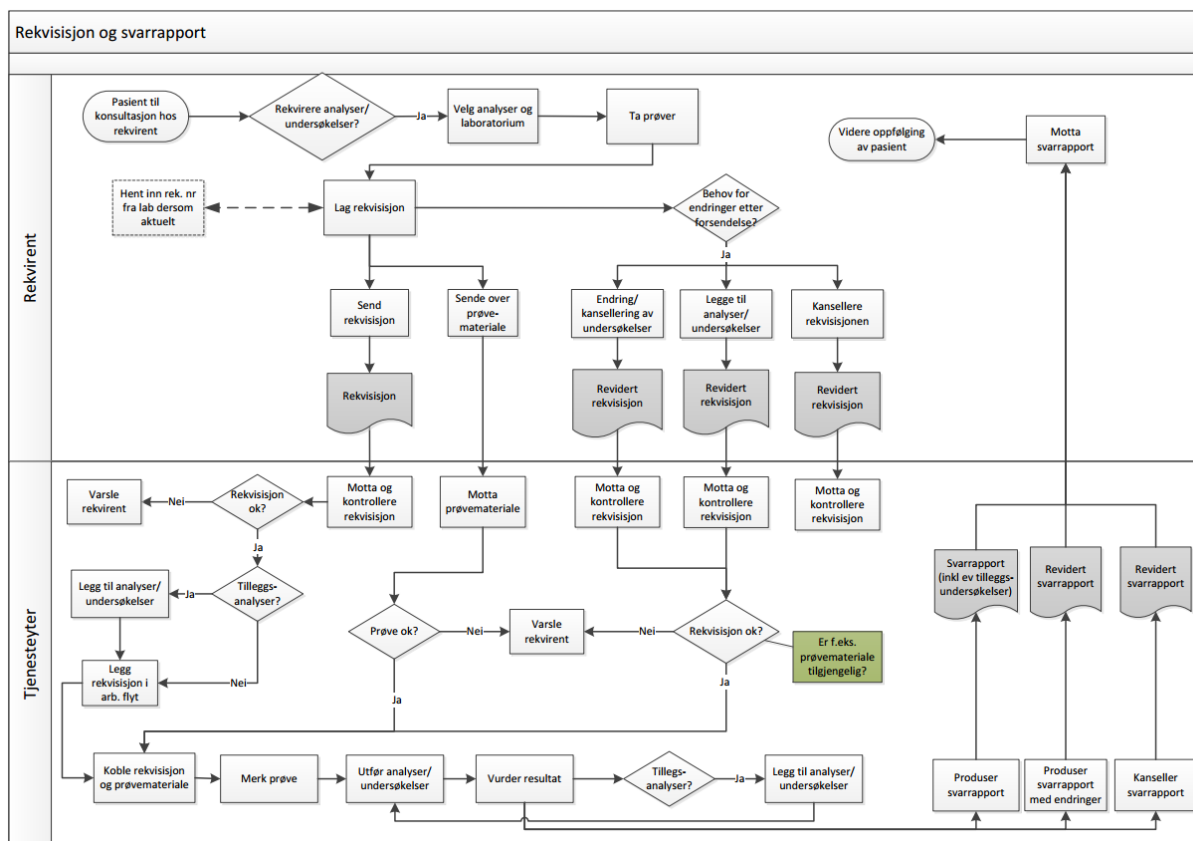 Rekvisisjon og svarrapport
Rekvirent
Pasient til
konsultasjon hos
rekvirent
Rekvirere analyser/
undersøkelser?
Ja
Velg analyser og
laboratorium
Ta prøver
Videre oppfølging
av pasient
Motta
svarrapport
Hent inn rek. nr
fra lab dersom
aktuelt
Lag rekvisisjon
Behov for
endringer etter
forsendelse?
Ja
Send
rekvisisjon
Sende over
prøve-
materiale
Endring/
kansellering av
undersøkelser
Legge til
analyser/
undersøkelser
Kansellere
rekvisisjonen
Rekvisisjon
Revidert
rekvisisjon
Revidert
rekvisisjon
Revidert
rekvisisjon
Tjenesteyter
Varsle
rekvirent
Nei
Rekvisisjon
ok?
Motta og
kontrollere
rekvisisjon
Motta
prøvemateriale
Motta og
kontrollere
rekvisisjon
Motta og
kontrollere
rekvisisjon
Motta og
kontrollere
rekvisisjon
Ja
Legg til analyser/
undersøkelser
Ja
Tilleggs-
analyser?
Svarrapport
(inkl ev tilleggs-
undersøkelser)
Revidert
svarrapport
Revidert
svarrapport
Prøve ok?
Nei
Varsle
rekvirent
Nei
Rekvisisjon ok?
Er f.eks.
prøvemateriale
tilgjengelig?
Legg
rekvisisjon i
arb. flyt
Nei
Ja
Ja
Koble rekvisisjon
og prøvemateriale
Merk prøve
Utfør analyser/
undersøkelser
Vurder resultat
Tillegs-
analyser?
Ja
Legg til analyser/
undersøkelser
Produser
svarrapport
Produser
svarrapport
med endringer
Kanseller
svarrapport